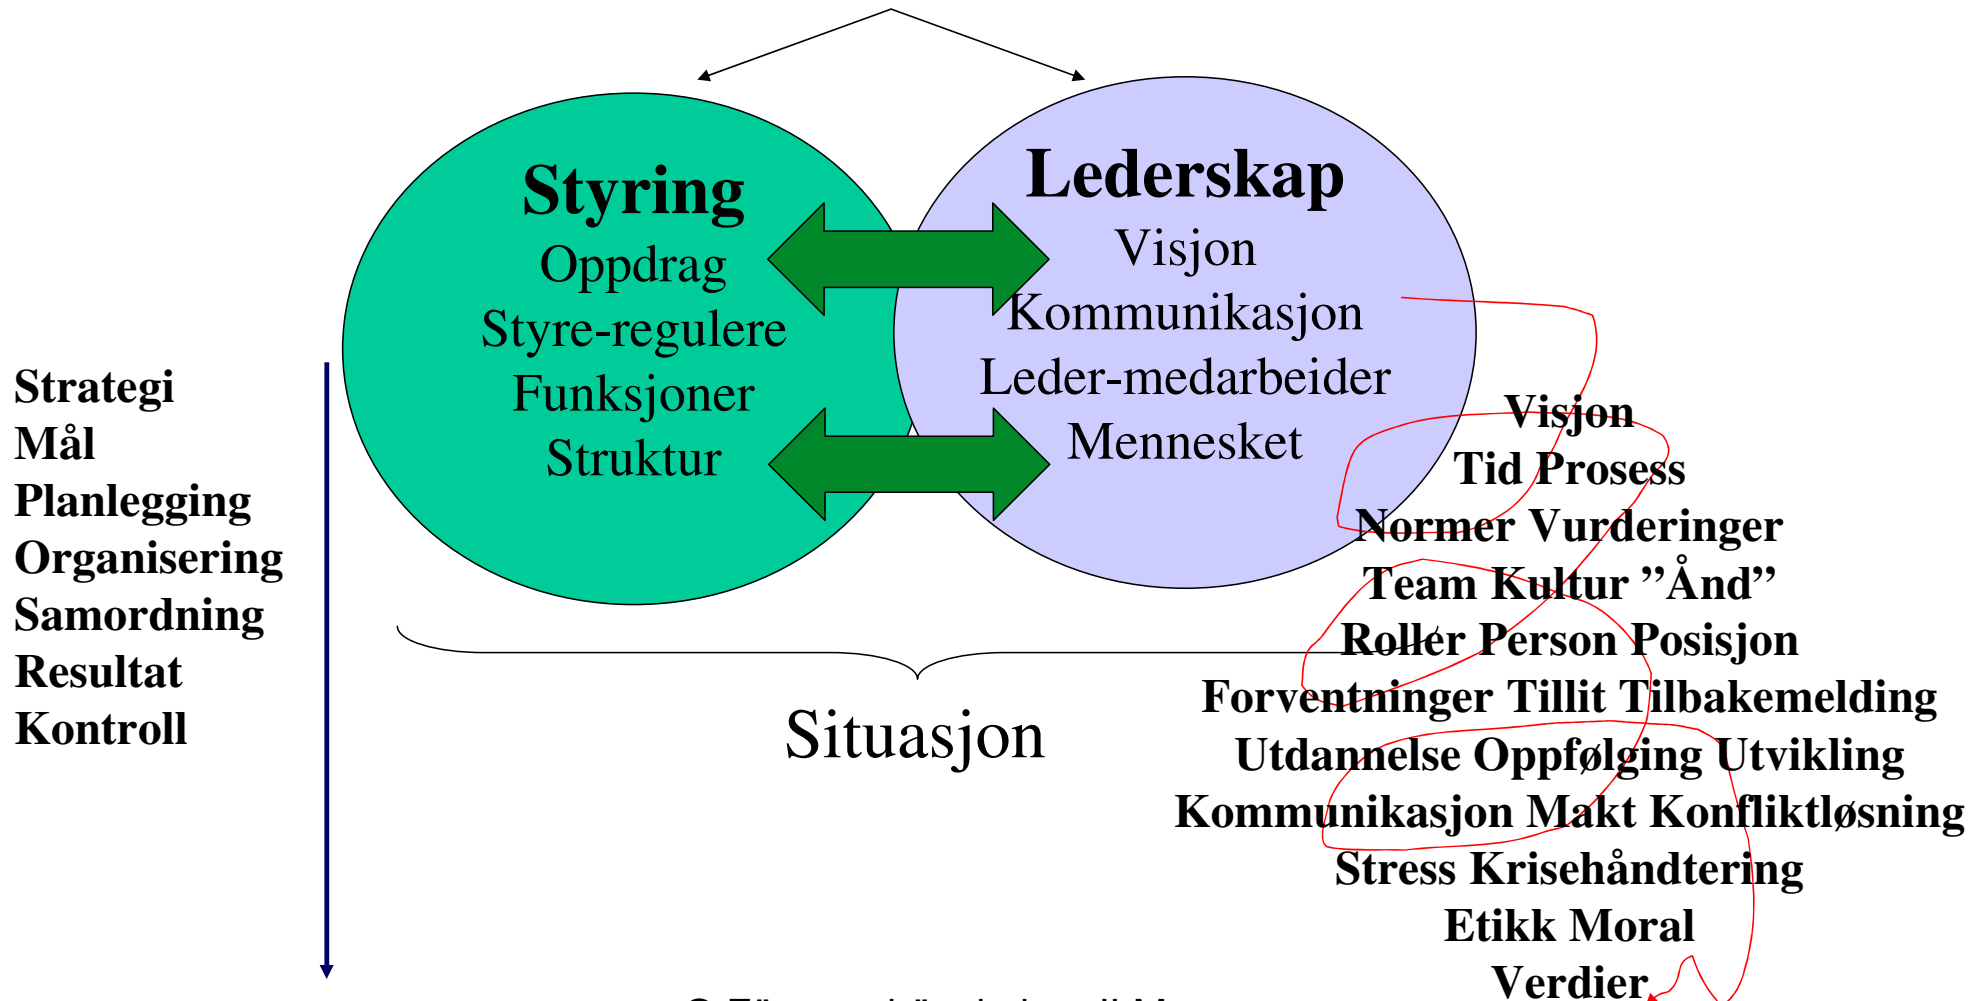 Styring
Oppdrag
Styre-regulere
Funksjoner
Struktur
Lederskap
Visjon
Kommunikasjon
Leder-medarbeider
Mennesket
Strategi
Mål
Planlegging
Organisering
Samordning
Resultat
Kontroll
Situasjon
Visjon
Tid Prosess
Normer Vurderinger
Team Kultur ”Ånd”
Roller Person Posisjon
Forventninger Tillit Tilbakemelding
Utdannelse Oppfølging Utvikling
Kommunikasjon Makt Konfliktløsning
Stress Krisehåndtering
Etikk Moral
Verdier